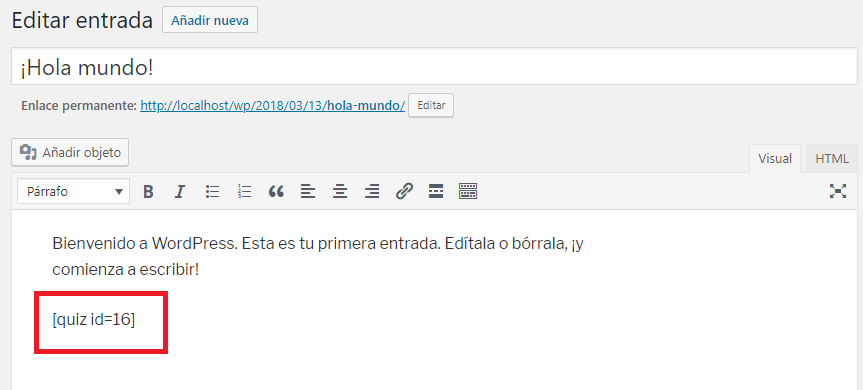 Editar entrada Añadir nueva
¡Hola mundo!
Enlace permanente: http://localhost/wp/2018/03/13/hola-mundo/ Editar
Añadir objeto
Visual HTML
Párrafo B I
Bienvenido a WordPress. Esta es tu primera entrada. Edítala o bórrala, ¡y
comienza a escribir!
[quiz id=16]